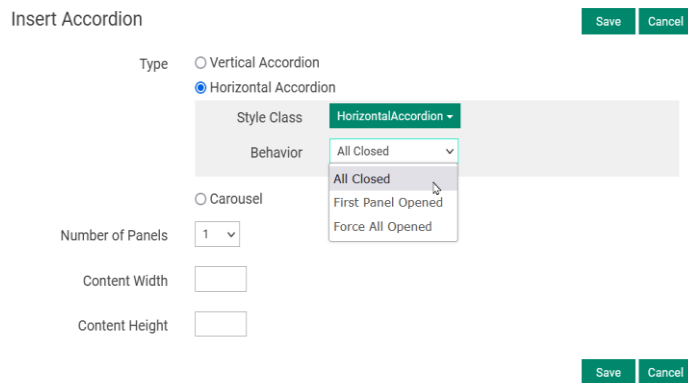 Insert Accordion
Save Cancel
Type Vertical Accordion
Horizontal Accordion
Style Class HorizontalAccordion
Behavior All Closed
All Closed
First Panel Opened
Force All Opened
Carousel
Number of Panels 1
Content Width
Content Height
Save Cancel